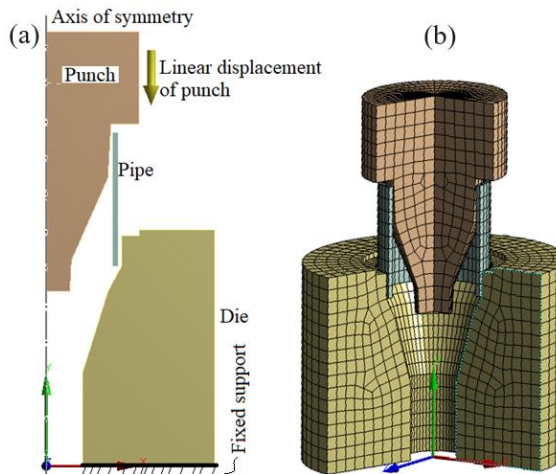 (a)
Axis of symmetry
(b)
Punch
Linear displacement
of punch
Pipe
Die
Fixed support
Y
X